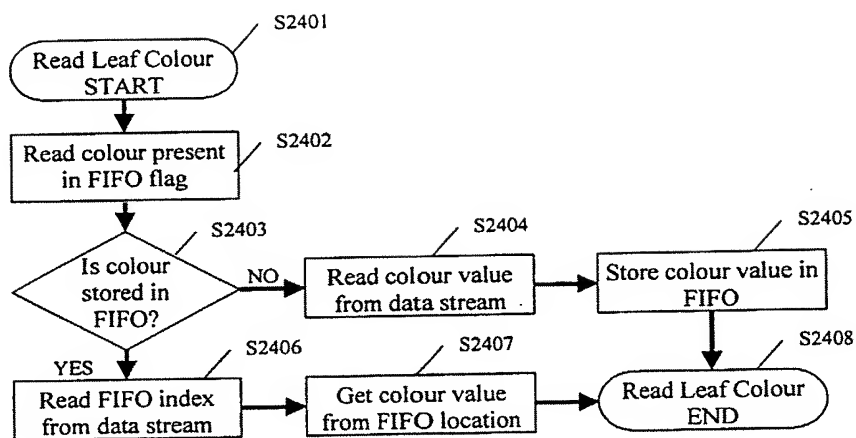 S2401
Read Leaf Colour
START
S2402
Read colour present
in FIFO flag
S2403
Is colour
stored in
FIFO?
NO
S2404
Read colour value
from data stream
S2405
Store colour value in
FIFO
YES
S2406
Read FIFO index
from data stream
S2407
Get colour value
from FIFO location
S2408
Read Leaf Colour
END